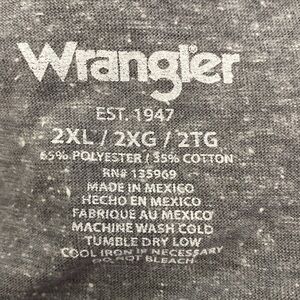 Wrangler
EST. 1947
2XL / 2XG / 2TG
65% POLYESTER / 35% COTTON
RN# 135969
MADE IN MEXICO
HECHO EN MEXICO
FABRIQUE AU MEXICO
MACHINE WASH COLD
TUMBLE DRY LOW
COOL IRON IF NECESSARY
DO NOT BLEACH